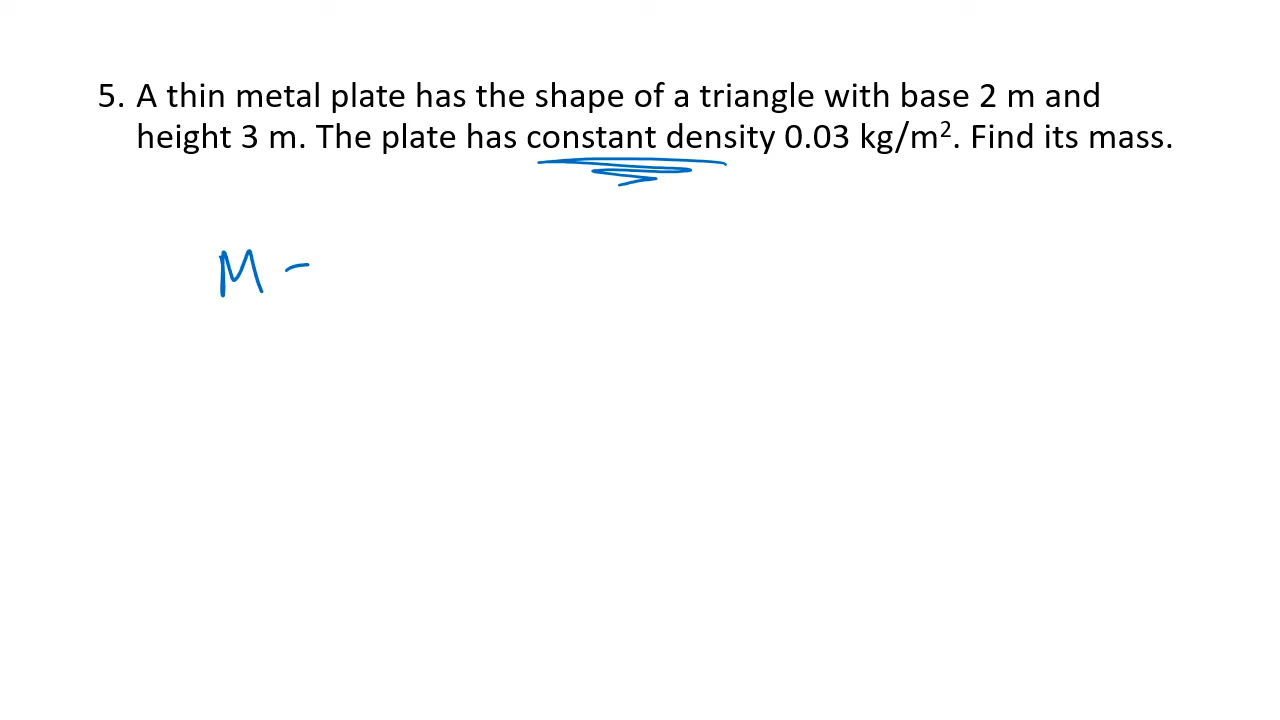 5. A thin metal plate has the shape of a triangle with base 2 m and
height 3 m. The plate has constant density 0.03 kg/m². Find its mass.
M -